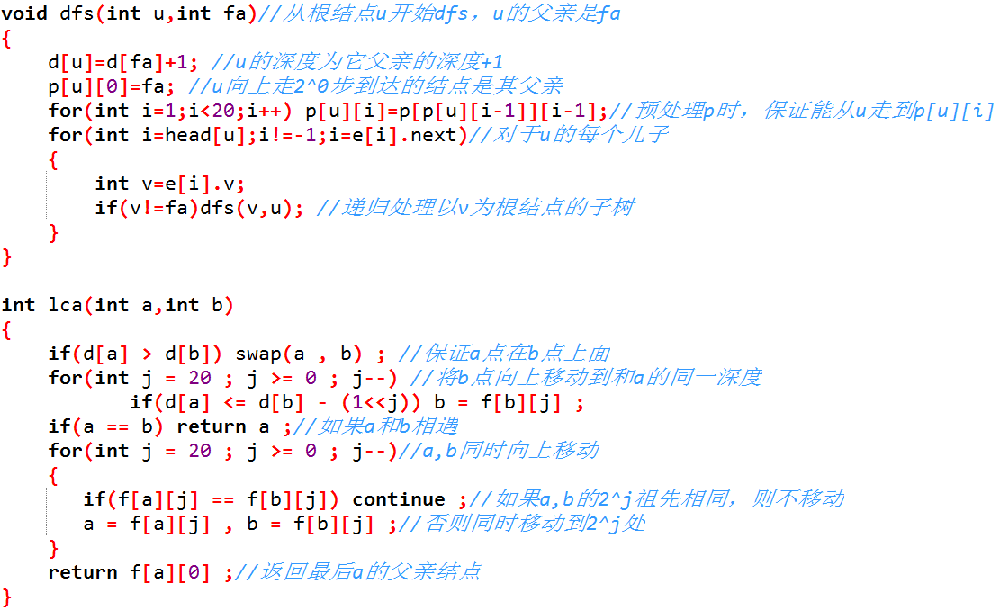 void dfs(int u,int fa)//从根结点u开始dfs，u的父亲是fa
{
    d[u]=d[fa]+1; //u的深度为它父亲的深度+1
    p[u][0]=fa; //u向上走2^0步到达的结点是其父亲
    for(int i=1;i<20;i++) p[u][i]=p[p[u][i-1]][i-1];//预处理p时，保证能从u走到p[u][i]
    for(int i=head[u];i!=-1;i=e[i].next)//对于u的每个儿子
    {
        int v=e[i].v;
        if(v!=fa)dfs(v,u); //递归处理以v为根结点的子树
    }
}

int lca(int a,int b)
{
    if(d[a] > d[b]) swap(a , b) ; //保证a点在b点上面
    for(int j = 20 ; j >= 0 ; j--) //将b点向上移动到和a的同一深度
           if(d[a] <= d[b] - (1<<j)) b = f[b][j] ;
    if(a == b) return a ;//如果a和b相遇
    for(int j = 20 ; j >= 0 ; j--)//a,b同时向上移动
    {
       if(f[a][j] == f[b][j]) continue ;//如果a,b的2^j祖先相同，则不移动
       a = f[a][j] , b = f[b][j] ;//否则同时移动到2^j处
    }
    return f[a][0] ;//返回最后a的父亲结点
}